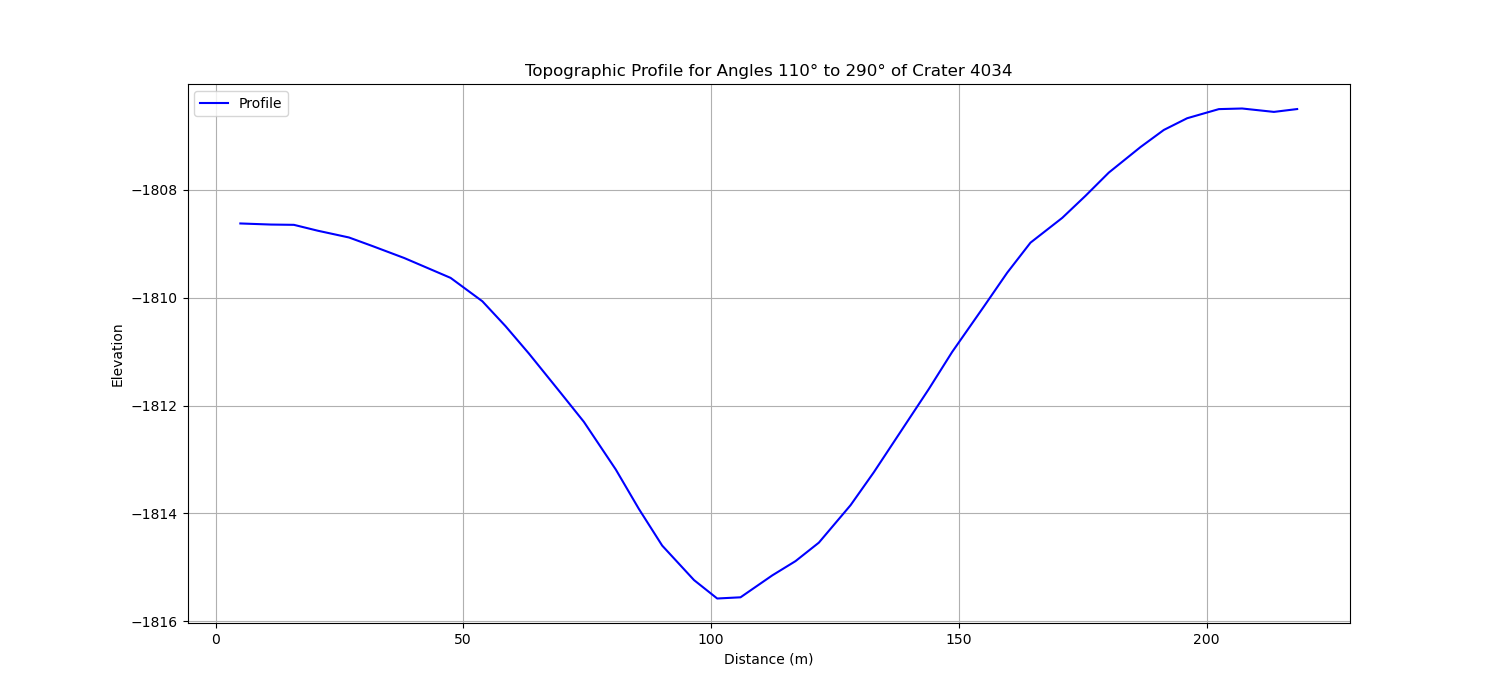 Topographic Profile for Angles 110° to 290° of Crater 4034
Profile
−1808
−1810
−1812
−1814
−1816
Elevation
0 50 100 150 200
Distance (m)